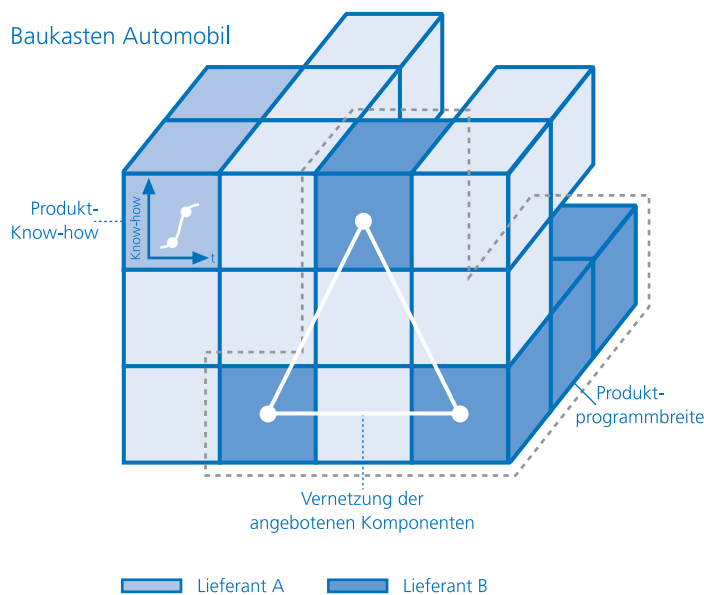 Baukasten Automobil
Produkt-
Know-how
Know-how
t
Produkt-
programmbreite
Vernetzung der
angebotenen Komponenten
Lieferant A
Lieferant B